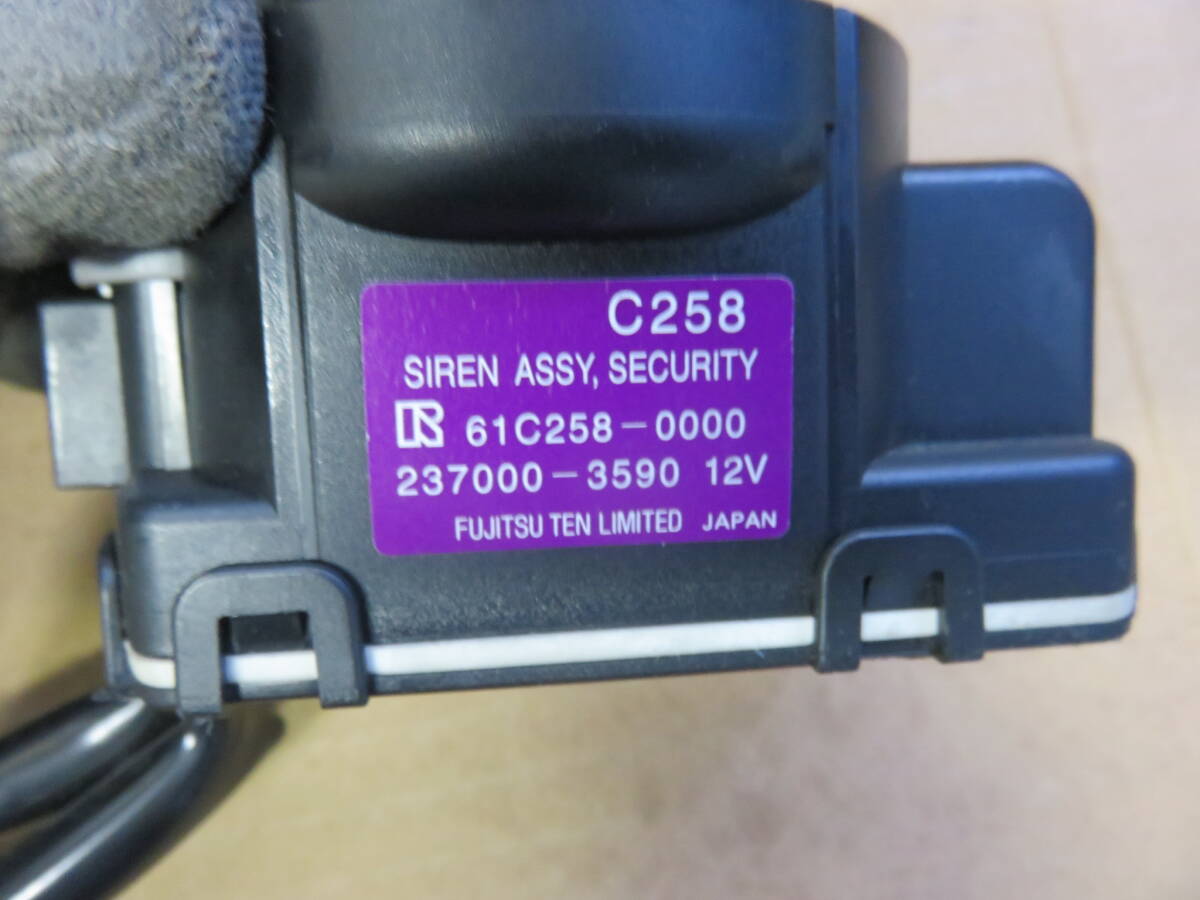 C258
SIREN ASSY, SECURITY
R 61C258-0000
237000-3590 12V
FUJITSU TEN LIMITED JAPAN